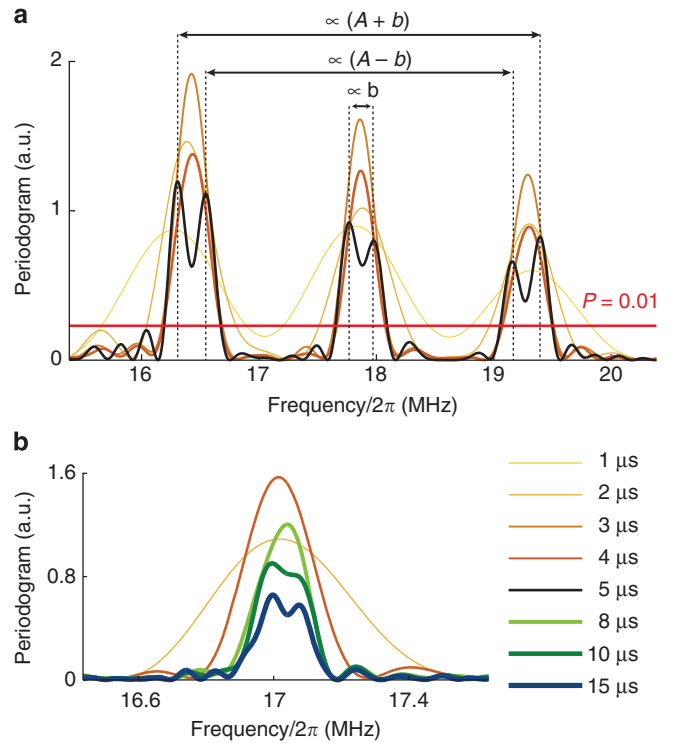 a
∝ (A + b)
∝ (A – b)
∝ b
2
1
0
Periodogram (a.u.)
P = 0.01
16 17 18 19 20
Frequency/2π (MHz)
b
1.6
0.8
0
Periodogram (a.u.)
16.6 17 17.4
Frequency/2π (MHz)
1 μs
2 μs
3 μs
4 μs
5 μs
8 μs
10 μs
15 μs